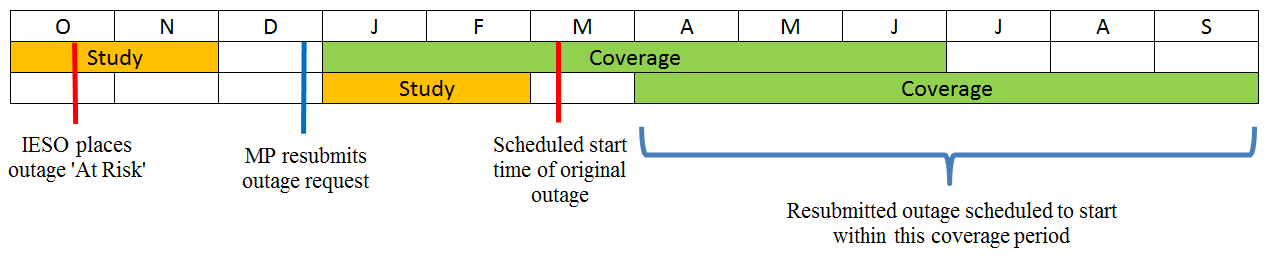 O N D J F M A M J J A S
Study Coverage
Study Coverage
IESO places
outage 'At Risk'
MP resubmits
outage request
Scheduled start
time of original
outage
Resubmitted outage scheduled to start
within this coverage period